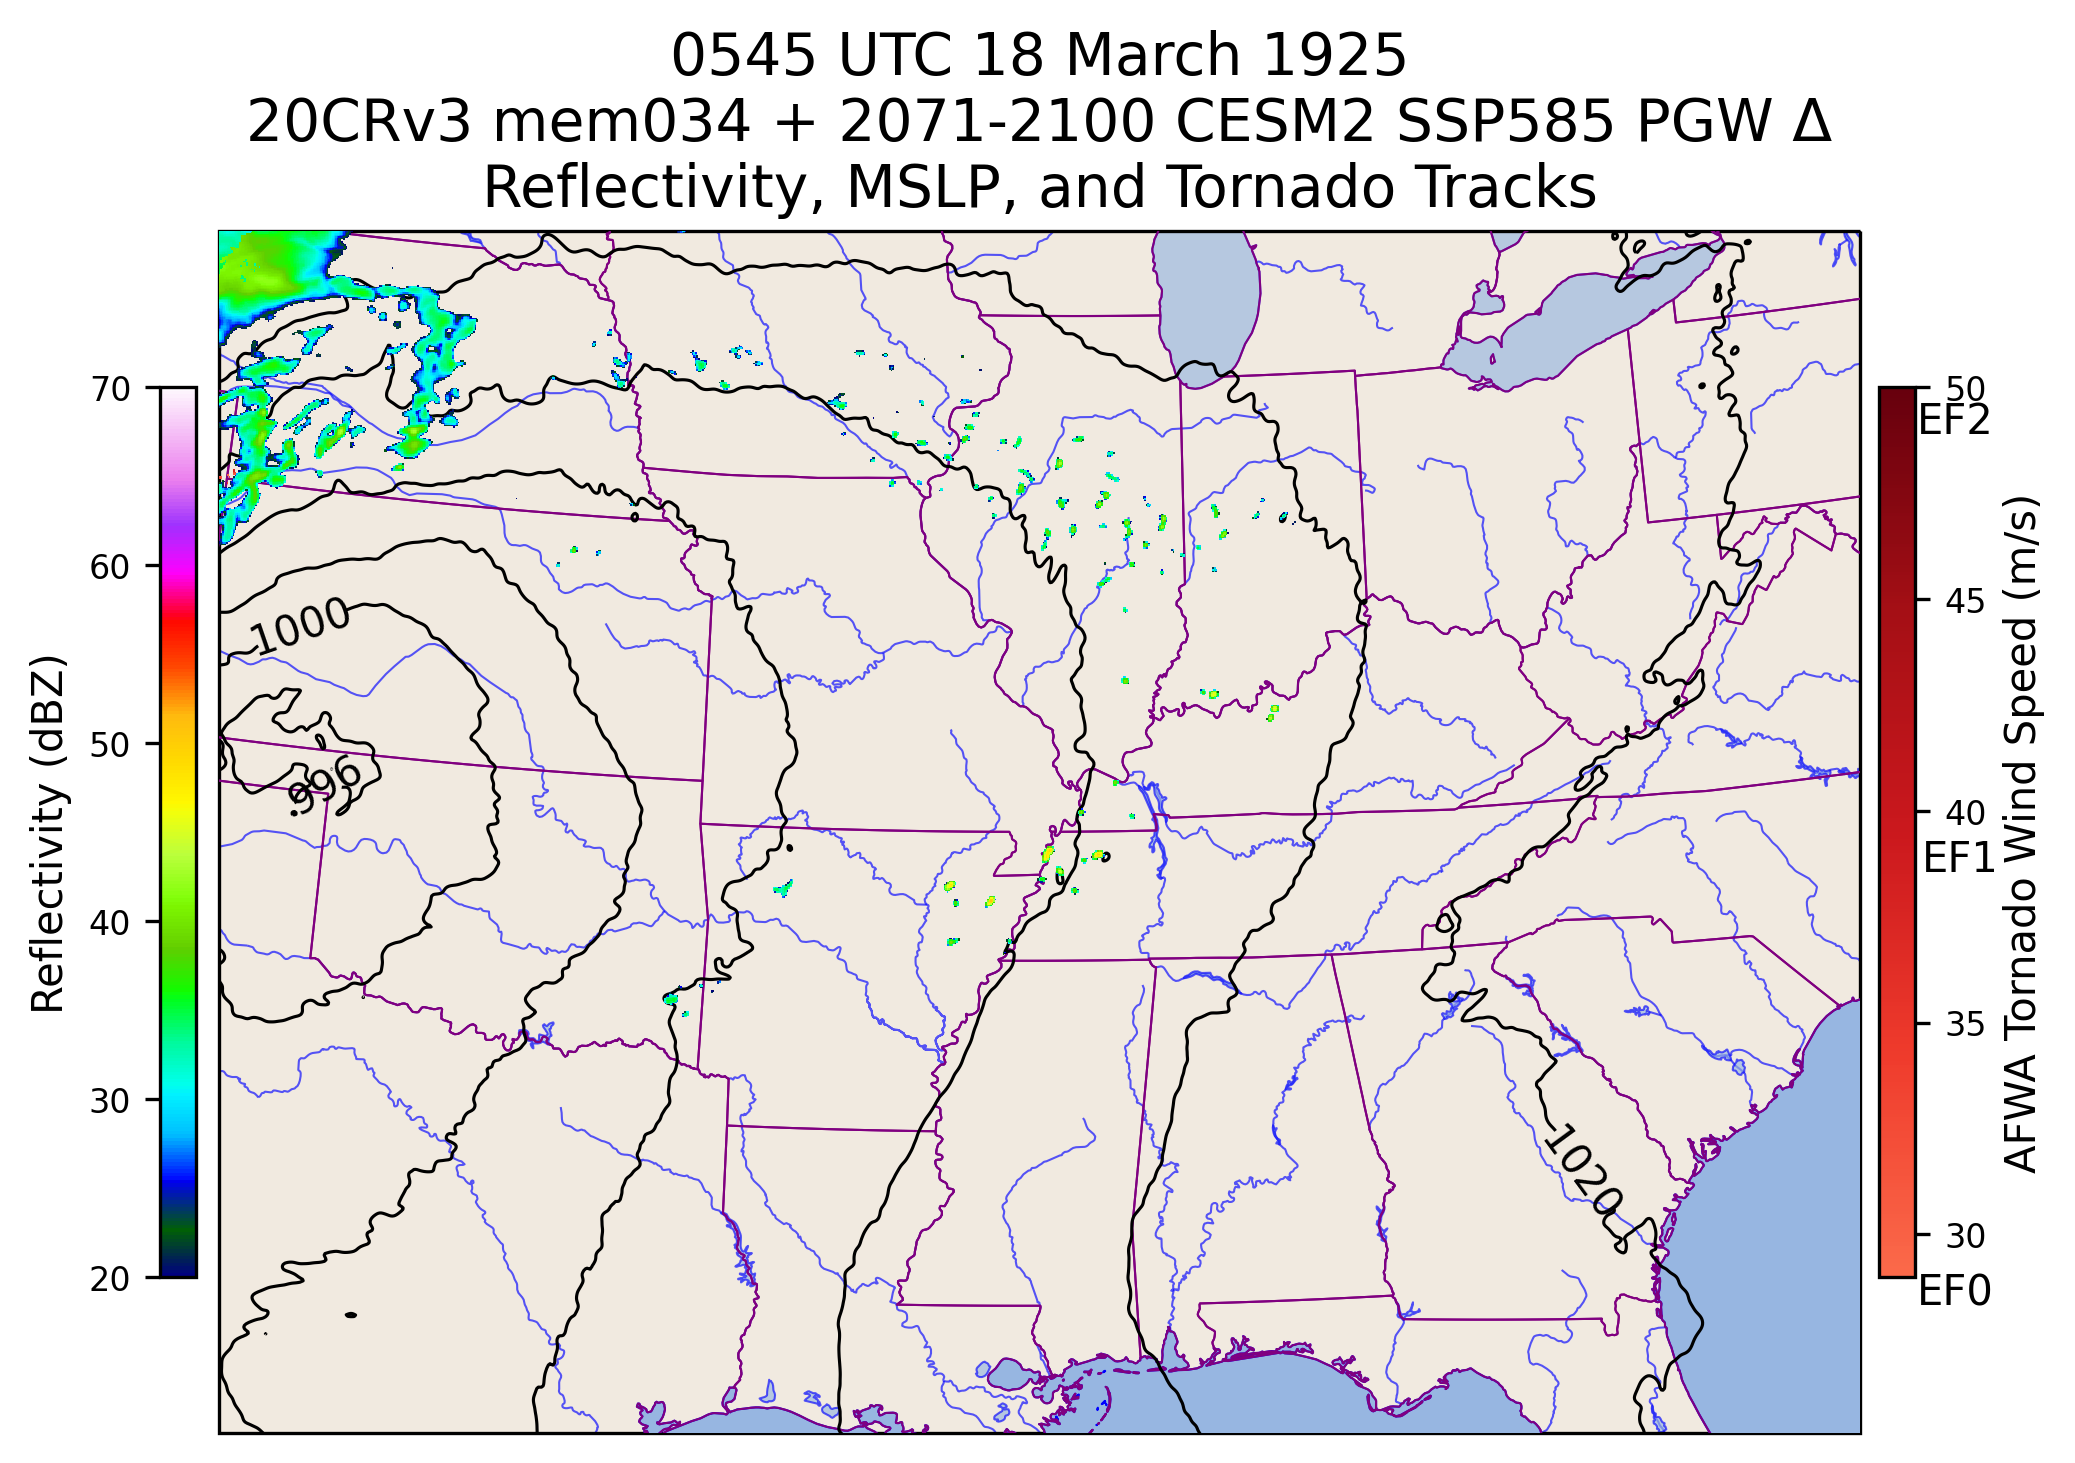 0545 UTC 18 March 1925
20CRv3 mem034 + 2071-2100 CESM2 SSP585 PGW Δ
Reflectivity, MSLP, and Tornado Tracks
Reflectivity (dBZ)
70
60
50
40
30
20
1000
996
1020
50
EF2
45
40
EF1
35
30
EF0
AFWA Tornado Wind Speed (m/s)